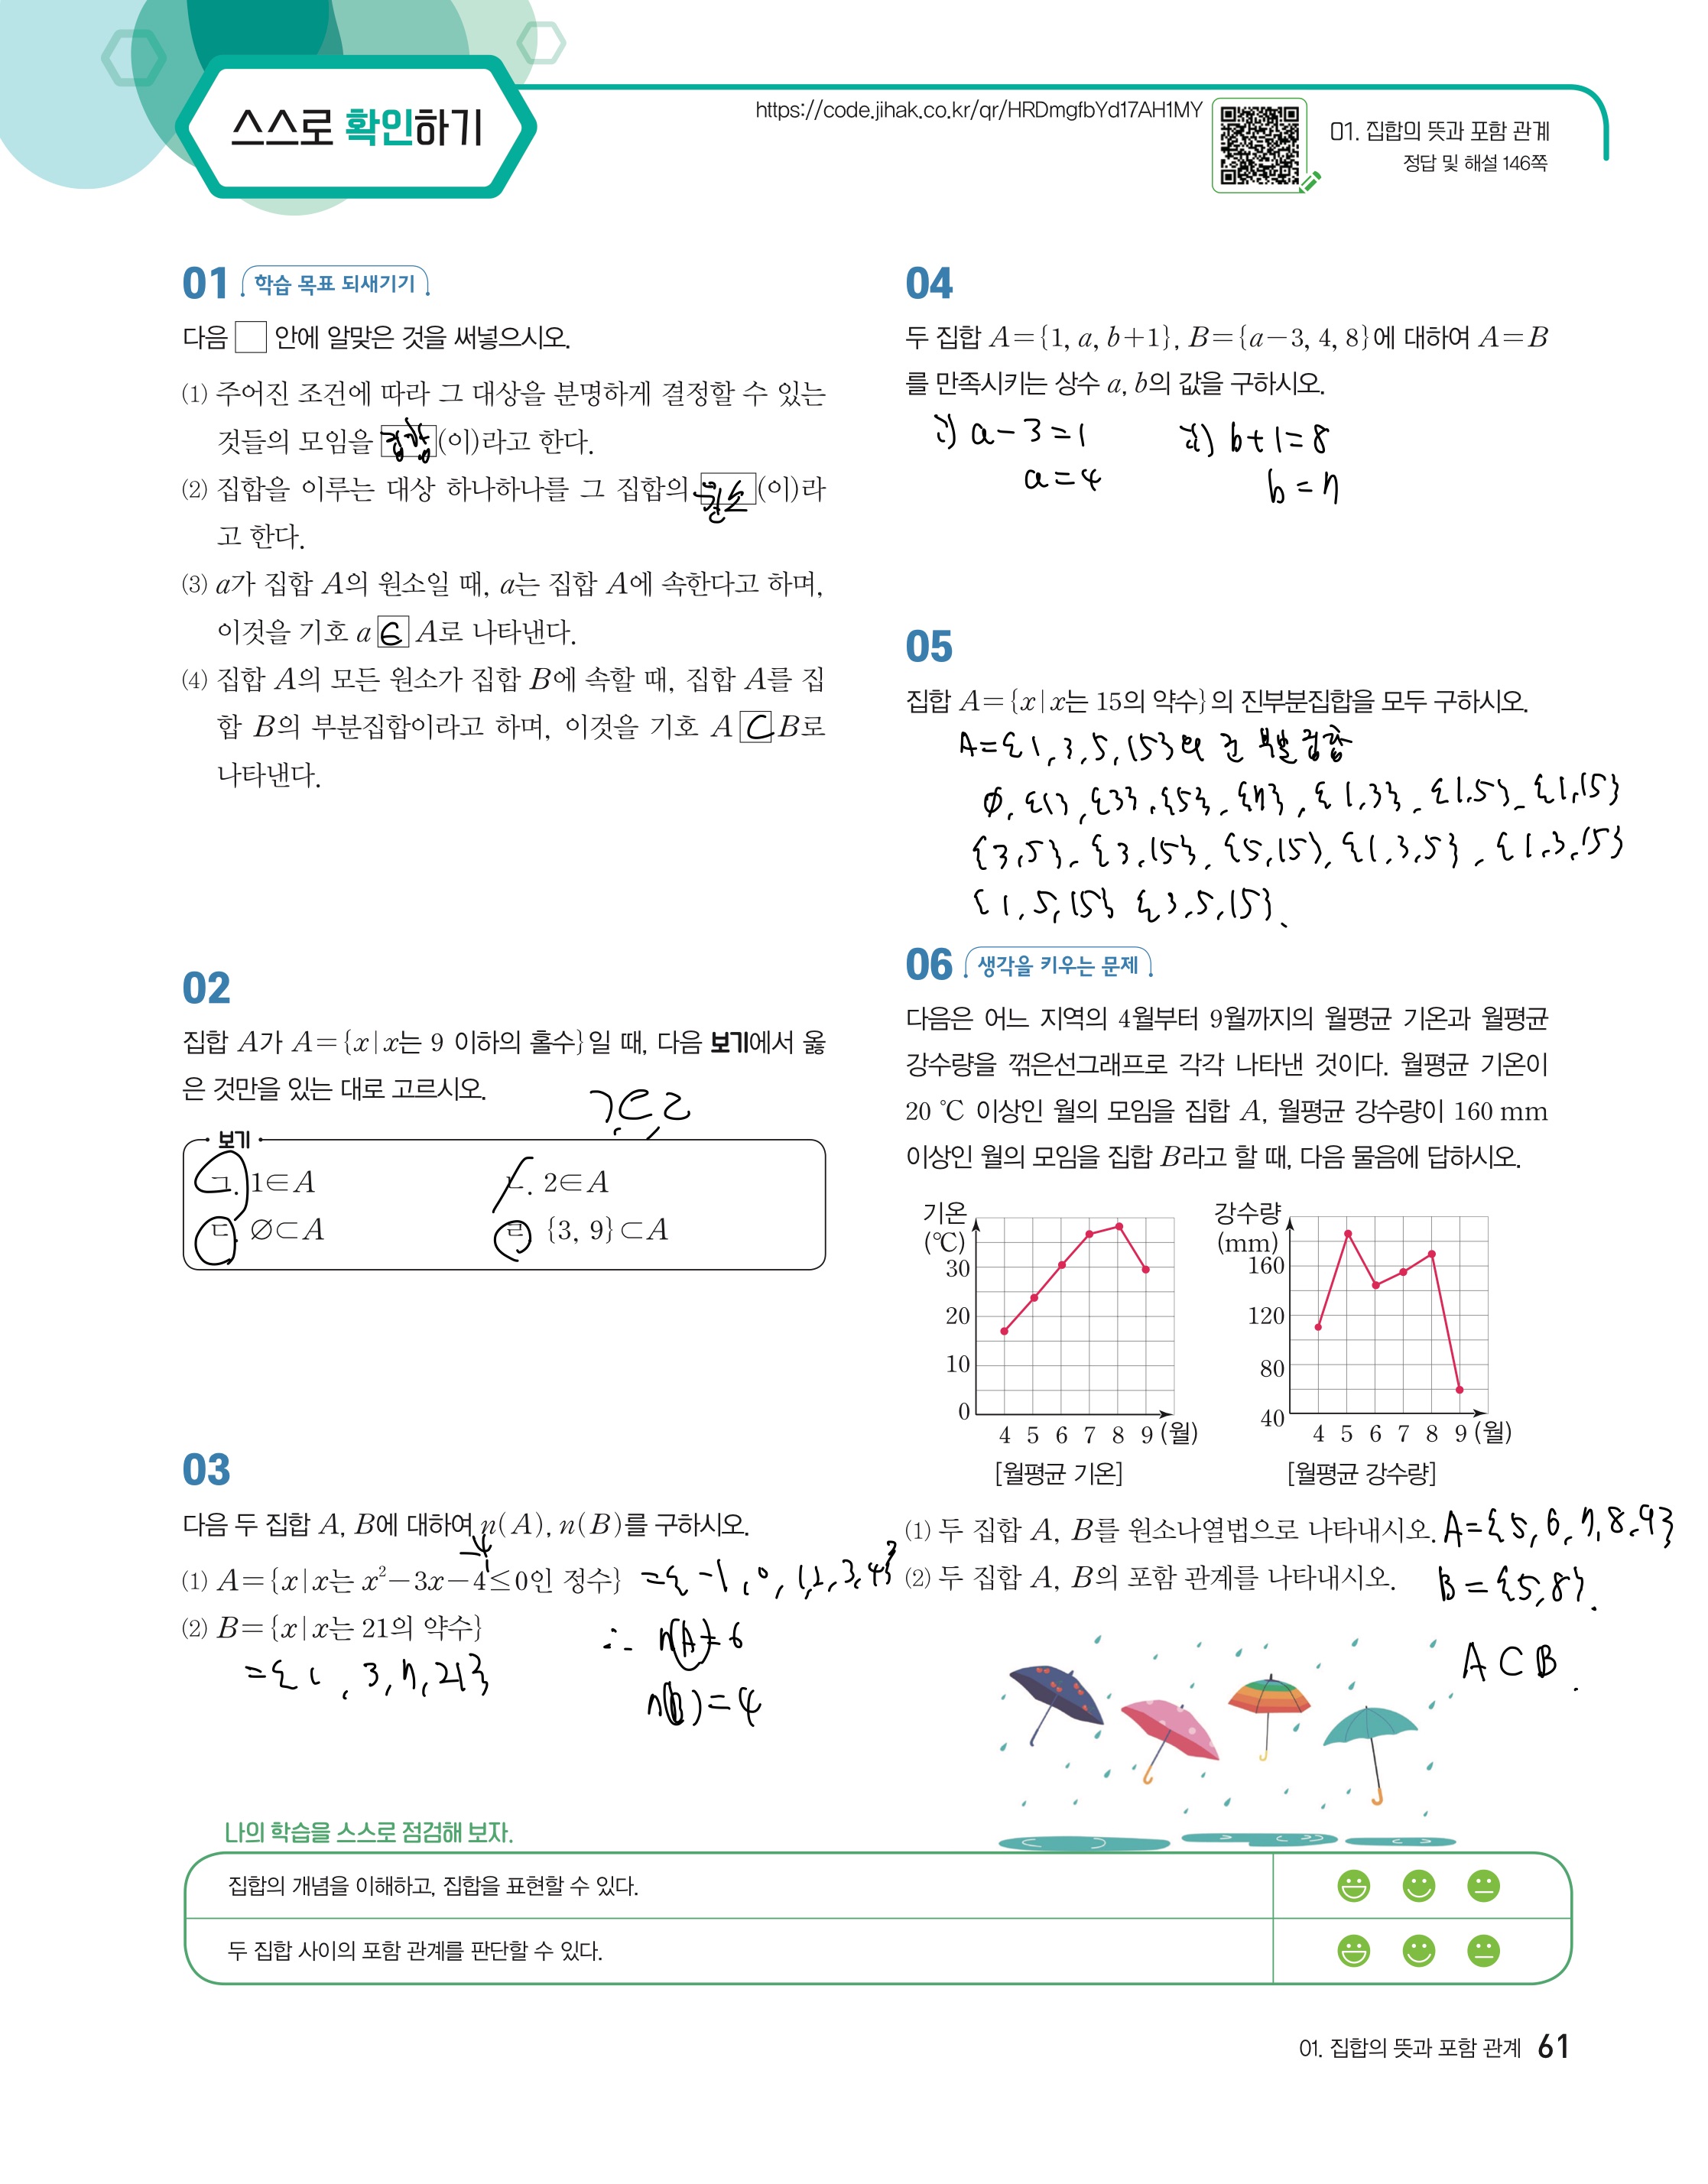 스스로 확인하기
https://code.jihak.co.kr/qr/HRDmgfbYd17AH1MY
01. 집합의 뜻과 포함 관계
정답 및 해설 146쪽
01 학습 목표 되새기기
다음 □ 안에 알맞은 것을 써넣으시오.
⑴ 주어진 조건에 따라 그 대상을 분명하게 결정할 수 있는
것들의 모임을 집합(이)라고 한다.
⑵ 집합을 이루는 대상 하나하나를 그 집합의 원소(이)라
고 한다.
⑶ a가 집합 A의 원소일 때, a는 집합 A에 속한다고 하며,
이것을 기호 a ∈ A로 나타낸다.
⑷ 집합 A의 모든 원소가 집합 B에 속할 때, 집합 A를 집
합 B의 부분집합이라고 하며, 이것을 기호 A ⊂ B로
나타낸다.
02
집합 A가 A={x|x는 9 이하의 홀수}일 때, 다음 보기에서 옳
은 것만을 있는 대로 고르시오.
ㄱ, ㄷ, ㄹ
보기
ㄱ. 1∈A ㄴ. 2∈A
ㄷ. ∅⊂A ㄹ. {3, 9}⊂A
03
다음 두 집합 A, B에 대하여 n(A), n(B)를 구하시오.
-4
1
⑴ A={x|x는 x²-3x-4≤0인 정수} ={-1, 0, 1, 2, 3, 4}
⑵ B={x|x는 21의 약수}
={1, 3, 7, 21}
∴ n(A)=6
n(B)=4
04
두 집합 A={1, a, b+1}, B={a-3, 4, 8}에 대하여 A=B
를 만족시키는 상수 a, b의 값을 구하시오.
i) a-3=1 ii) b+1=8
a=4 b=7
05
집합 A={x|x는 15의 약수}의 진부분집합을 모두 구하시오.
A={1, 3, 5, 15}의 진부분집합
∅, {1}, {3}, {5}, {7}, {1, 3}, {1, 5}, {1, 15}
{3, 5}, {3, 15}, {5, 15}, {1, 3, 5}, {1, 3, 15}
{1, 5, 15} {3, 5, 15}.
06 생각을 키우는 문제
다음은 어느 지역의 4월부터 9월까지의 월평균 기온과 월평균
강수량을 꺾은선그래프로 각각 나타낸 것이다. 월평균 기온이
20 ℃ 이상인 월의 모임을 집합 A, 월평균 강수량이 160 mm
이상인 월의 모임을 집합 B라고 할 때, 다음 물음에 답하시오.
기온
(℃)
30
20
10
0
4 5 6 7 8 9 (월)
[월평균 기온]
강수량
(mm)
160
120
80
40
4 5 6 7 8 9 (월)
[월평균 강수량]
⑴ 두 집합 A, B를 원소나열법으로 나타내시오. A={5, 6, 7, 8, 9}
⑵ 두 집합 A, B의 포함 관계를 나타내시오. B={5, 8}.
A⊂B.
나의 학습을 스스로 점검해 보자.
집합의 개념을 이해하고, 집합을 표현할 수 있다.
두 집합 사이의 포함 관계를 판단할 수 있다.
01. 집합의 뜻과 포함 관계 61